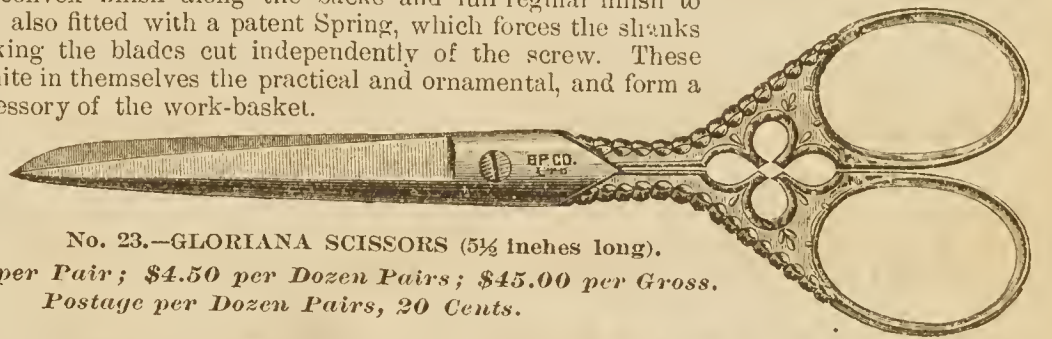 also fitted with a patent Spring, which forces the shanks
king the blades cut independently of the screw. These
nite in themselves the practical and ornamental, and form a
essory of the work-basket.
B.P. CO.
LTD
No. 23.—GLORIANA SCISSORS (5½ inches long).
per Pair; $4.50 per Dozen Pairs; $45.00 per Gross.
Postage per Dozen Pairs, 20 Cents.